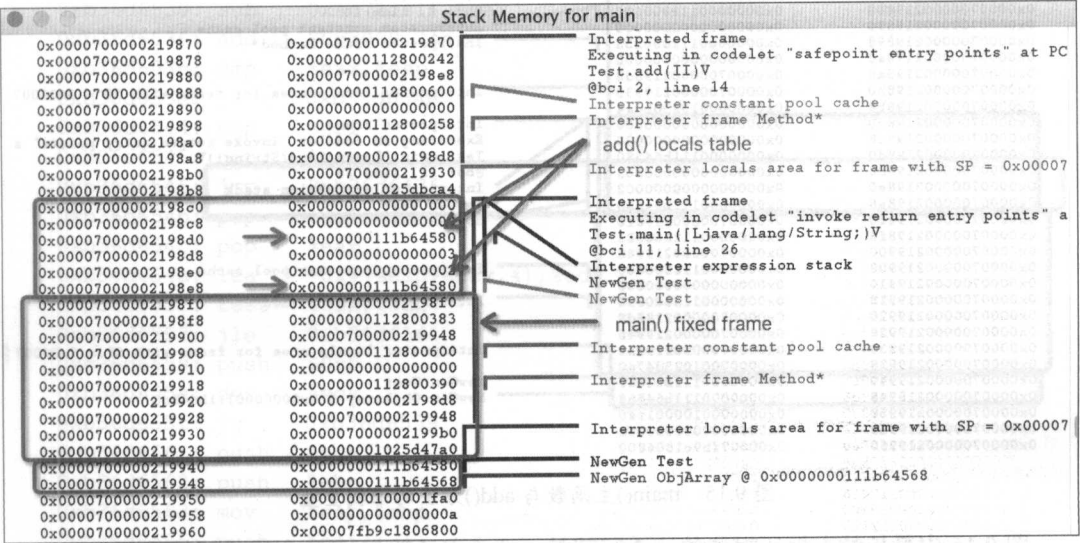 Stack Memory for main
0x0000700000219870 0x0000700000219870
0x0000700000219878 0x0000000112800242
0x0000700000219880 0x00007000002198e8
0x0000700000219888 0x0000000112800600
0x0000700000219890 0x0000000000000000
0x0000700000219898 0x0000000112800258
0x00007000002198a0 0x0000000000000000
0x00007000002198a8 0x00007000002198d8
0x00007000002198b0 0x0000700000219930
0x00007000002198b8 0x00000001025dbca4
0x00007000002198c0 0x0000000000000000
0x00007000002198c8
0x00007000002198d0 0x0000000111b64580
0x00007000002198d8 0x0000000000000003
0x00007000002198e0
0x00007000002198e8 0x0000000111b64580
0x00007000002198f0 0x00007000002198f0
0x00007000002198f8 0x0000000112800383
0x0000700000219900 0x0000700000219948
0x0000700000219908 0x0000000112800600
0x0000700000219910 0x0000000000000000
0x0000700000219918 0x0000000112800390
0x0000700000219920 0x00007000002198d8
0x0000700000219928 0x0000700000219948
0x0000700000219930 0x00007000002199b0
0x0000700000219938 0x00000001025d47a0
0x0000700000219940 0x0000000111b64580
0x0000700000219948 0x0000000111b64568
0x0000700000219950 0x0000000100001fa0
0x0000700000219958 0x000000000000000a
0x0000700000219960 0x00007fb9c1806800
Interpreted frame
Executing in codelet "safepoint entry points" at PC
Test.add(II)V
@bci 2, line 14
Interpreter constant pool cache
Interpreter frame Method*
add() locals table
Interpreter locals area for frame with SP = 0x00007
Interpreted frame
Executing in codelet "invoke return entry points" a
Test.main([Ljava/lang/String;)V
@bci 11, line 26
Interpreter expression stack
NewGen Test
NewGen Test
main() fixed frame
Interpreter constant pool cache
Interpreter frame Method*
Interpreter locals area for frame with SP = 0x00007
NewGen Test
NewGen ObjArray @ 0x0000000111b64568